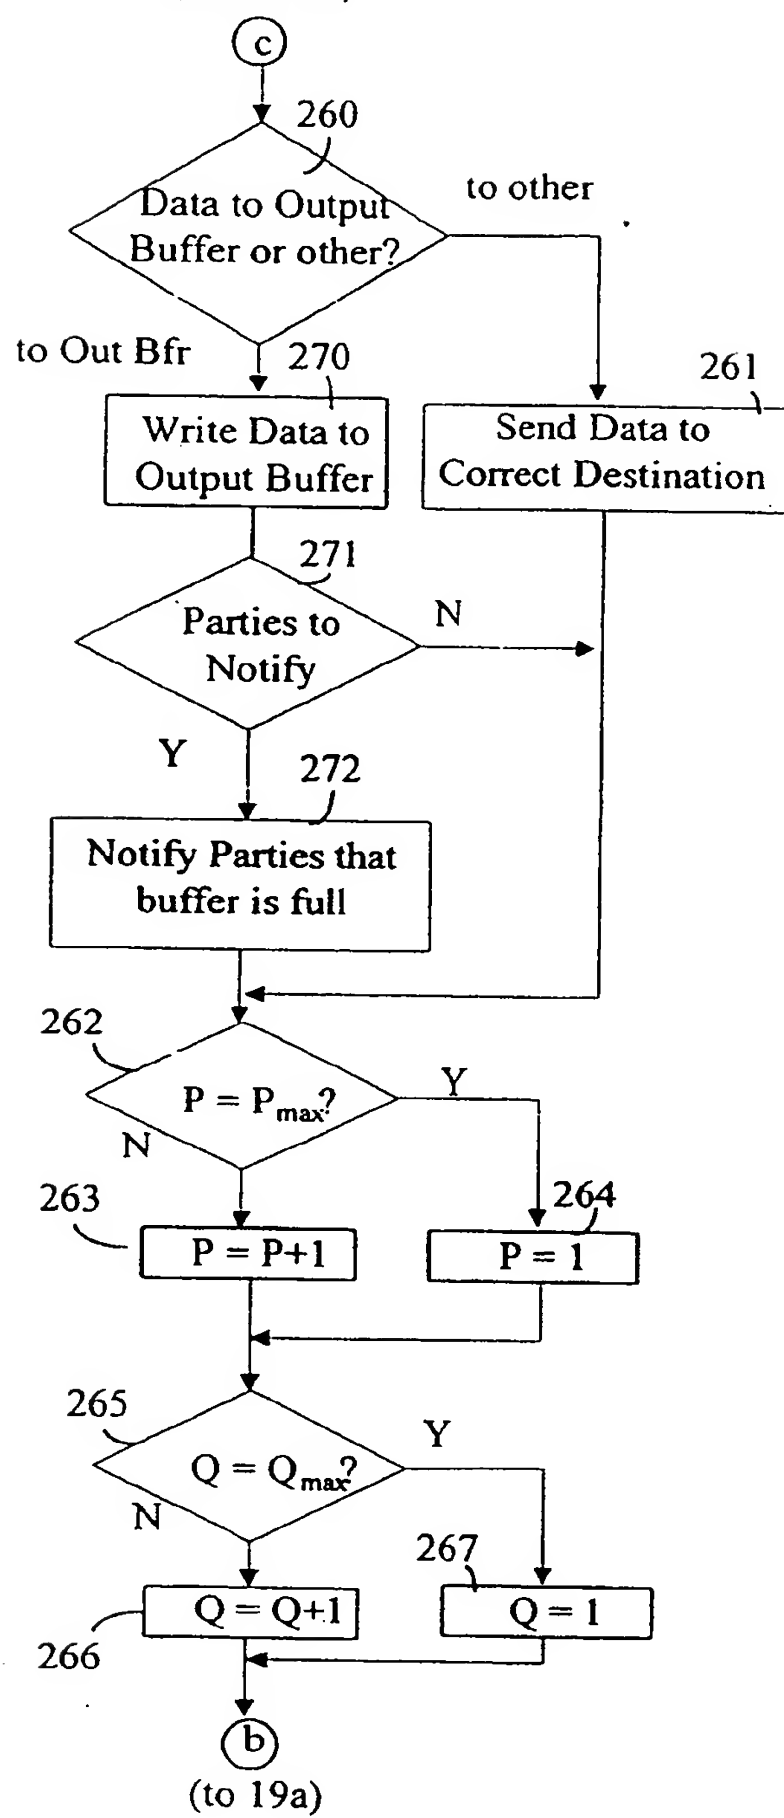 c
260
Data to Output
Buffer or other?
to other
to Out Bfr
270
261
Write Data to
Output Buffer
Send Data to
Correct Destination
271
Parties to
Notify
N
Y
272
Notify Parties that
buffer is full
262
P = Pmax?
Y
N
263
264
P = P+1
P = 1
265
Q = Qmax?
Y
N
267
Q = Q+1
Q = 1
266
b
(to 19a)